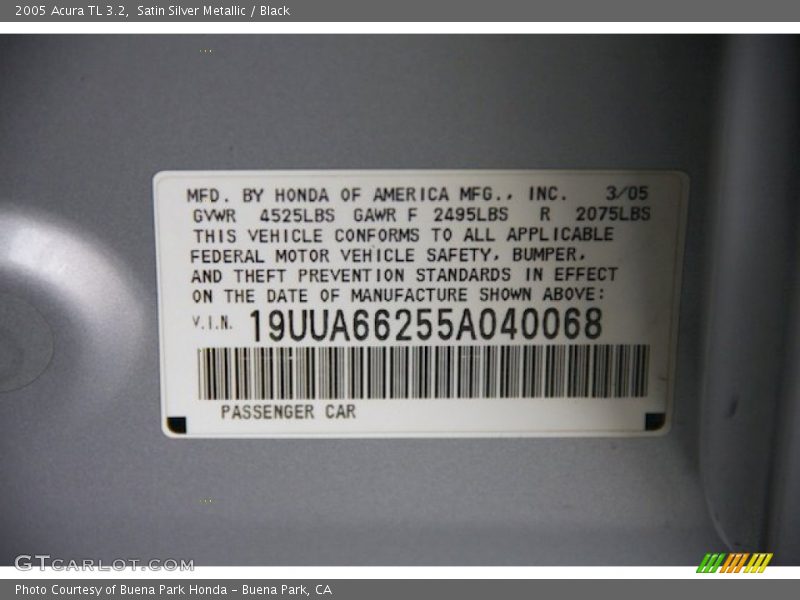 2005 Acura TL 3.2, Satin Silver Metallic / Black
MFD. BY HONDA OF AMERICA MFG., INC. 3/05
GVWR 4525LBS GAWR F 2495LBS R 2075LBS
THIS VEHICLE CONFORMS TO ALL APPLICABLE
FEDERAL MOTOR VEHICLE SAFETY, BUMPER,
AND THEFT PREVENTION STANDARDS IN EFFECT
ON THE DATE OF MANUFACTURE SHOWN ABOVE:
V.I.N. 19UUA66255A040068
PASSENGER CAR
GTCARLOT.COM
Photo Courtesy of Buena Park Honda - Buena Park, CA